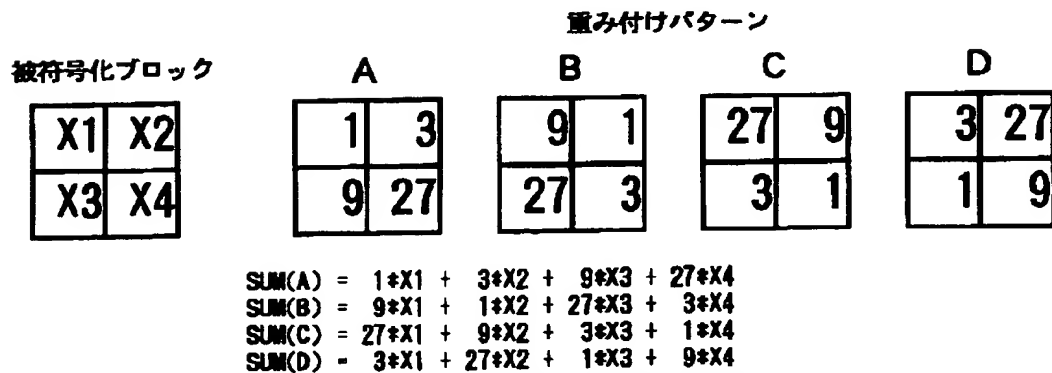 重み付けパターン
被符号化ブロック
A B C D
X1 X2 1 3 9 1 27 9 3 27
X3 X4 9 27 27 3 3 1 1 9
SUM(A) = 1*X1 + 3*X2 + 9*X3 + 27*X4
SUM(B) = 9*X1 + 1*X2 + 27*X3 + 3*X4
SUM(C) = 27*X1 + 9*X2 + 3*X3 + 1*X4
SUM(D) - 3*X1 + 27*X2 + 1*X3 + 9*X4